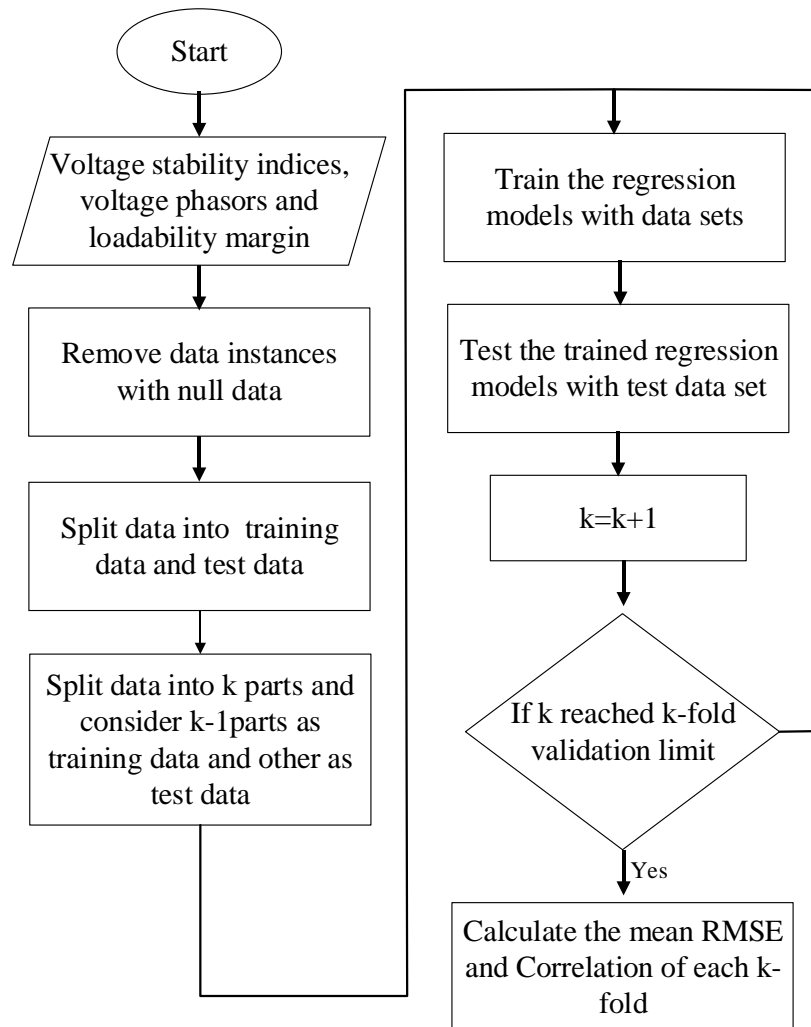 Start
Voltage stability indices,
voltage phasors and
loadability margin
Remove data instances
with null data
Split data into training
data and test data
Split data into k parts and
consider k-1parts as
training data and other as
test data
Train the regression
models with data sets
Test the trained regression
models with test data set
k=k+1
If k reached k-fold
validation limit
Yes
Calculate the mean RMSE
and Correlation of each k-
fold